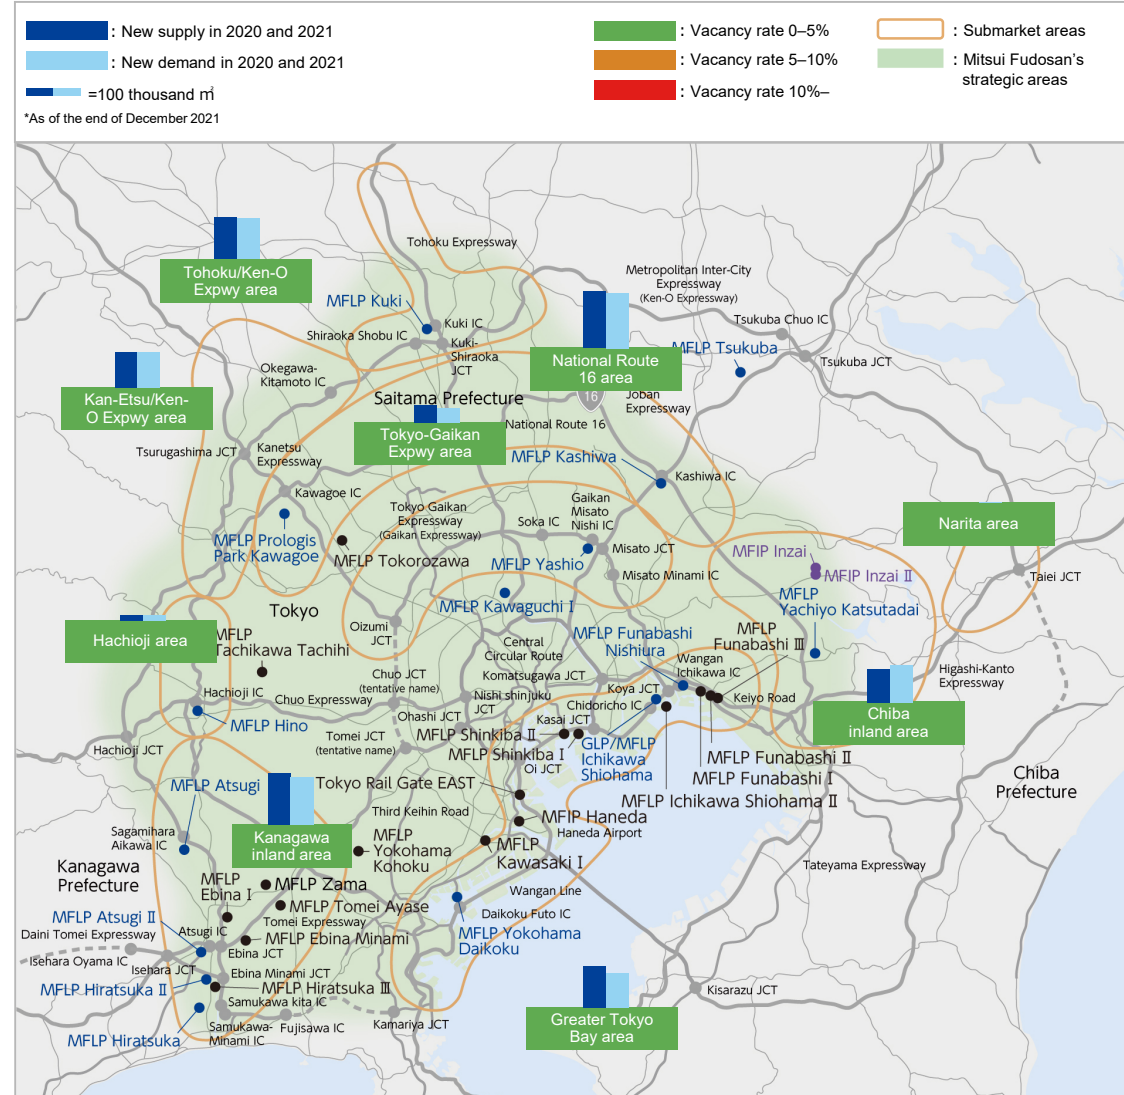 : New supply in 2020 and 2021
: New demand in 2020 and 2021
=100 thousand ㎡
*As of the end of December 2021
: Vacancy rate 0–5%
: Vacancy rate 5–10%
: Vacancy rate 10%–
: Submarket areas
: Mitsui Fudosan's
strategic areas
Tohoku Expressway
Tohoku/Ken-O
Expwy area
Metropolitan Inter-City
Expressway
(Ken-O Expressway)
MFLP Kuki
Kuki IC
Shiraoka Shobu IC
Kuki-
Shiraoka
JCT
Tsukuba Chuo IC
MFLP Tsukuba
Tsukuba JCT
National Route
16 area
Okegawa-
Kitamoto IC
Kan-Etsu/Ken-
O Expwy area
Saitama Prefecture
16
Joban
Expressway
National Route 16
Tokyo-Gaikan
Expwy area
Tsurugashima JCT
Kanetsu
Expressway
MFLP Kashiwa
Kashiwa IC
Kawagoe IC
Tokyo Gaikan
Expressway
(Gaikan Expressway)
Gaikan
Misato
Nishi IC
Soka IC
Narita area
MFLP Prologis
Park Kawagoe
MFLP Tokorozawa
MFLP Yashio
Misato JCT
Misato Minami IC
MFIP Inzai
MFIP Inzai Ⅱ
Taiei JCT
MFLP
Yachiyo Katsutadai
MFLP Kawaguchi Ⅰ
Tokyo
Oizumi
JCT
Hachioji area
MFLP
Tachikawa Tachihi
Central
Circular Route
MFLP Funabashi
Nishiura
MFLP
Funabashi Ⅲ
Wangan
Ichikawa IC
Komatsugawa JCT
Chuo JCT
(tentative name)
Higashi-Kanto
Expressway
Hachioji IC
Chuo Expressway
Nishi shinjuku
JCT
Koya JCT
Chidoricho IC
Keiyo Road
Ohashi JCT
Kasai JCT
MFLP Hino
Hachioji JCT
Tomei JCT
(tentative name)
MFLP Shinkiba Ⅱ
MFLP Shinkiba Ⅰ
Oi JCT
GLP/MFLP
Ichikawa
Shiohama
Chiba
inland area
MFLP Funabashi Ⅱ
MFLP Funabashi Ⅰ
MFLP Ichikawa Shiohama Ⅱ
Chiba
Prefecture
MFLP Atsugi
Tokyo Rail Gate EAST
Third Keihin Road
MFIP Haneda
Haneda Airport
Sagamihara
Aikawa IC
Kanagawa
inland area
MFLP
Yokohama
Kohoku
MFLP
Kawasaki Ⅰ
Kanagawa
Prefecture
Tateyama Expressway
MFLP
Ebina Ⅰ
MFLP Zama
Wangan Line
MFLP Atsugi Ⅱ
MFLP Tomei Ayase
Tomei Expressway
Daikoku Futo IC
Daini Tomei Expressway
Atsugi IC
MFLP Ebina Minami
MFLP Yokohama
Daikoku
Ebina JCT
Isehara Oyama IC
Isehara JCT
Ebina Minami JCT
MFLP Hiratsuka Ⅱ
MFLP Hiratsuka Ⅲ
Kisarazu JCT
Samukawa kita IC
Greater Tokyo
Bay area
MFLP Hiratsuka
Samukawa-
Minami IC
Fujisawa IC
Kamariya JCT